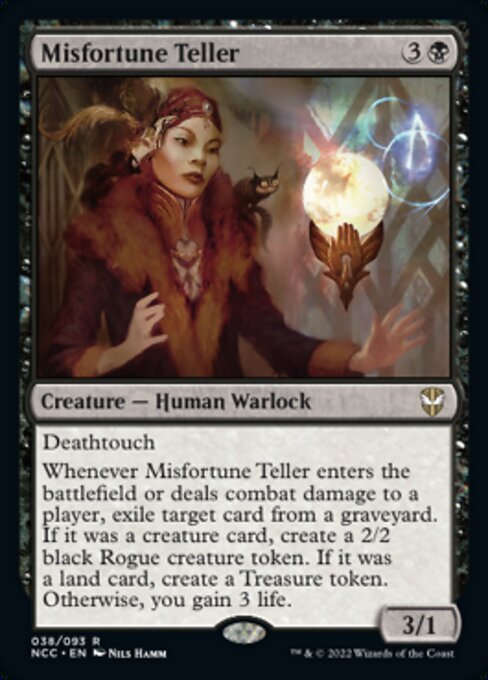 Misfortune Teller 3
Creature — Human Warlock
Deathtouch
Whenever Misfortune Teller enters the
battlefield or deals combat damage to a
player, exile target card from a graveyard.
If it was a creature card, create a 2/2
black Rogue creature token. If it was
a land card, create a Treasure token.
Otherwise, you gain 3 life.
3/1
038/093 R
NCC • EN Nils Hamm
™ & © 2022 Wizards of the Coast